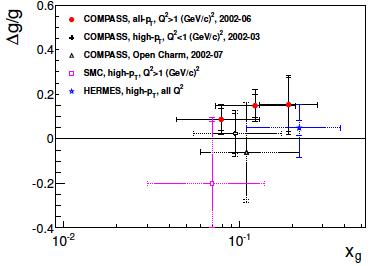 Δg/g
0.6
COMPASS, all-pT, Q²>1 (GeV/c)², 2002-06
COMPASS, high-pT, Q²<1 (GeV/c)², 2002-03
0.4
COMPASS, Open Charm, 2002-07
SMC, high-pT, Q²>1 (GeV/c)²
0.2
HERMES, high-pT, all Q²
0
-0.2
-0.4
10⁻² 10⁻¹
xg